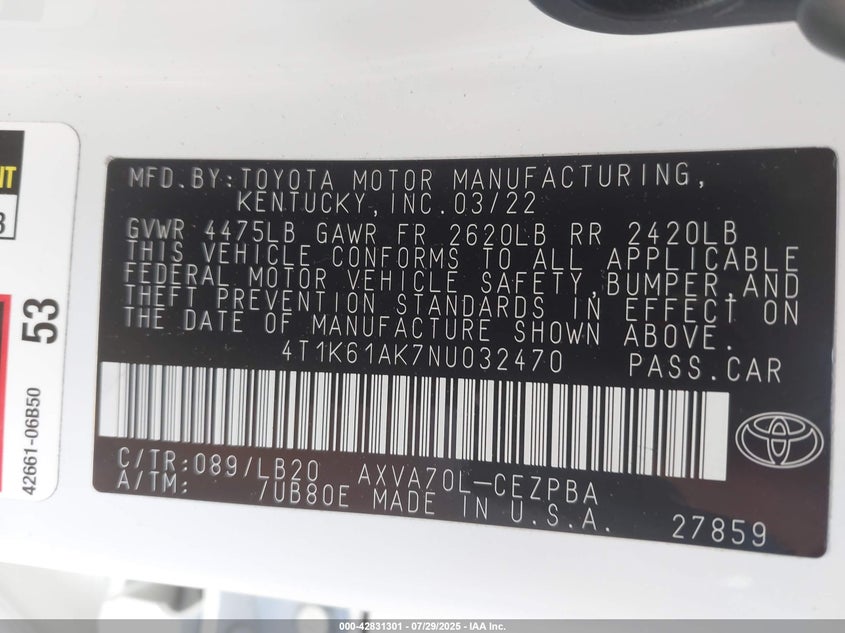 MFD.BY:TOYOTA MOTOR MANUFACTURING,
KENTUCKY,INC.03/22
GVWR 4475LB GAWR FR 2620LB RR 2420LB
THIS VEHICLE CONFORMS TO ALL APPLICABLE
FEDERAL MOTOR VEHICLE SAFETY,BUMPER,AND
THEFT PREVENTION STANDARDS IN EFFECT ON
THE DATE OF MANUFACTURE SHOWN ABOVE.
4T1K61AK7NU032470 PASS.CAR
C/TR:089/LB20 AXVA70L-CEZPBA
A/TM: 7UB80E MADE IN U.S.A.
27859
53
42661-06B50
000-42831301 - 07/29/2025 - IAA Inc.